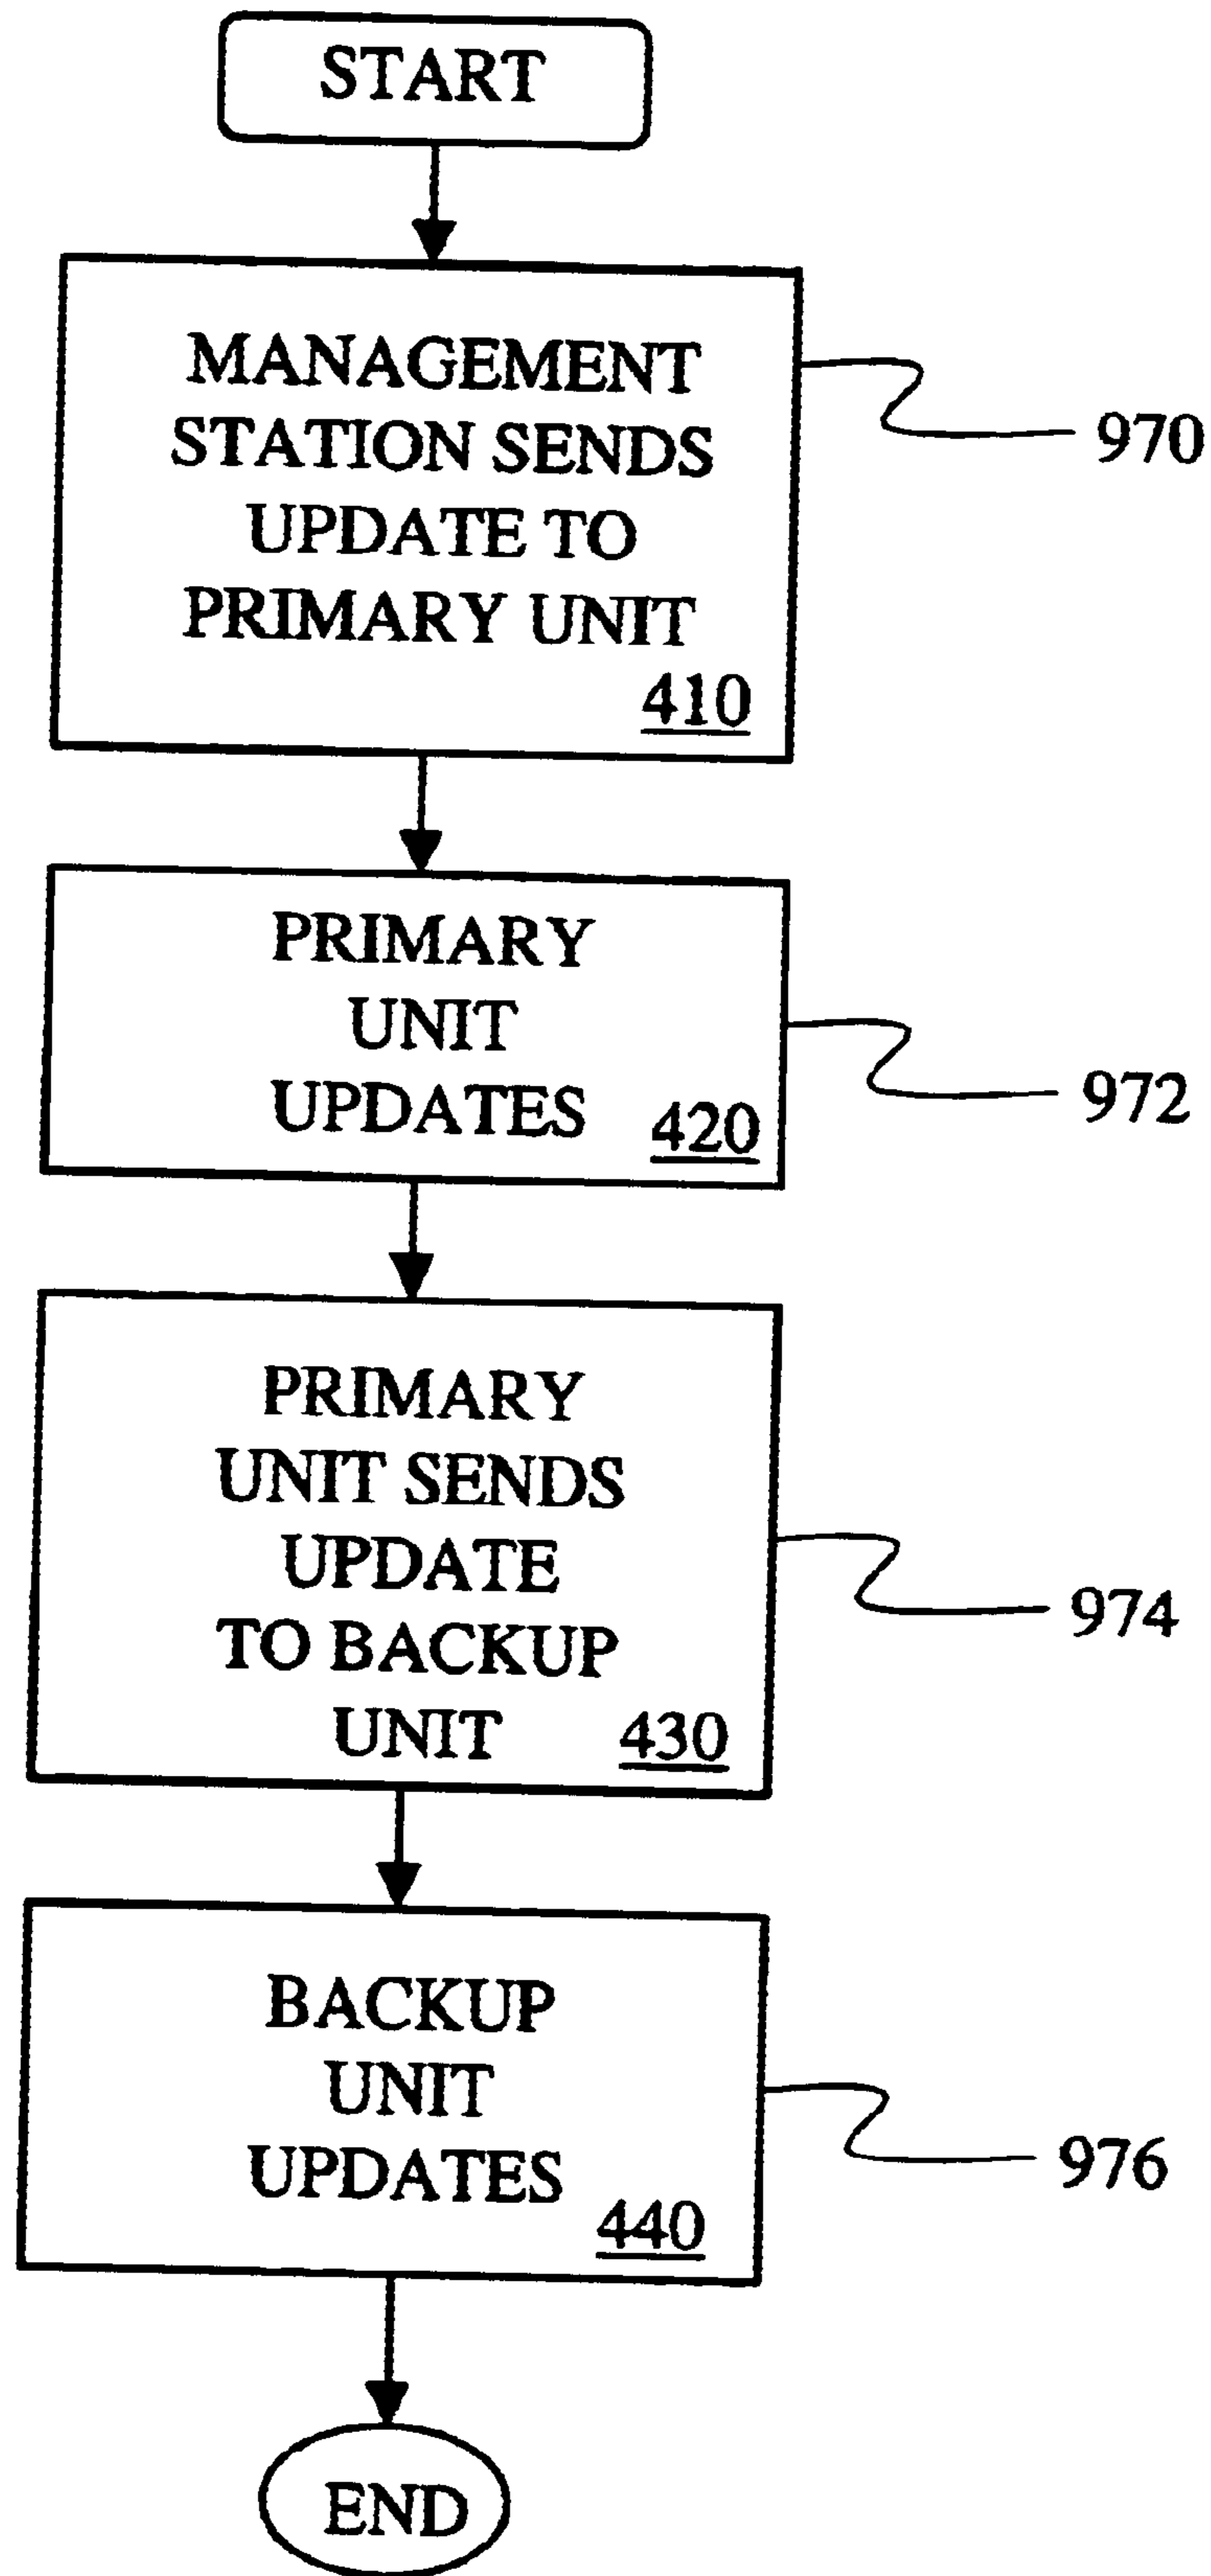 START
MANAGEMENT
STATION SENDS
UPDATE TO
PRIMARY UNIT
410
970
PRIMARY
UNIT
UPDATES
420
972
PRIMARY
UNIT SENDS
UPDATE
TO BACKUP
UNIT
430
974
BACKUP
UNIT
UPDATES
440
976
END